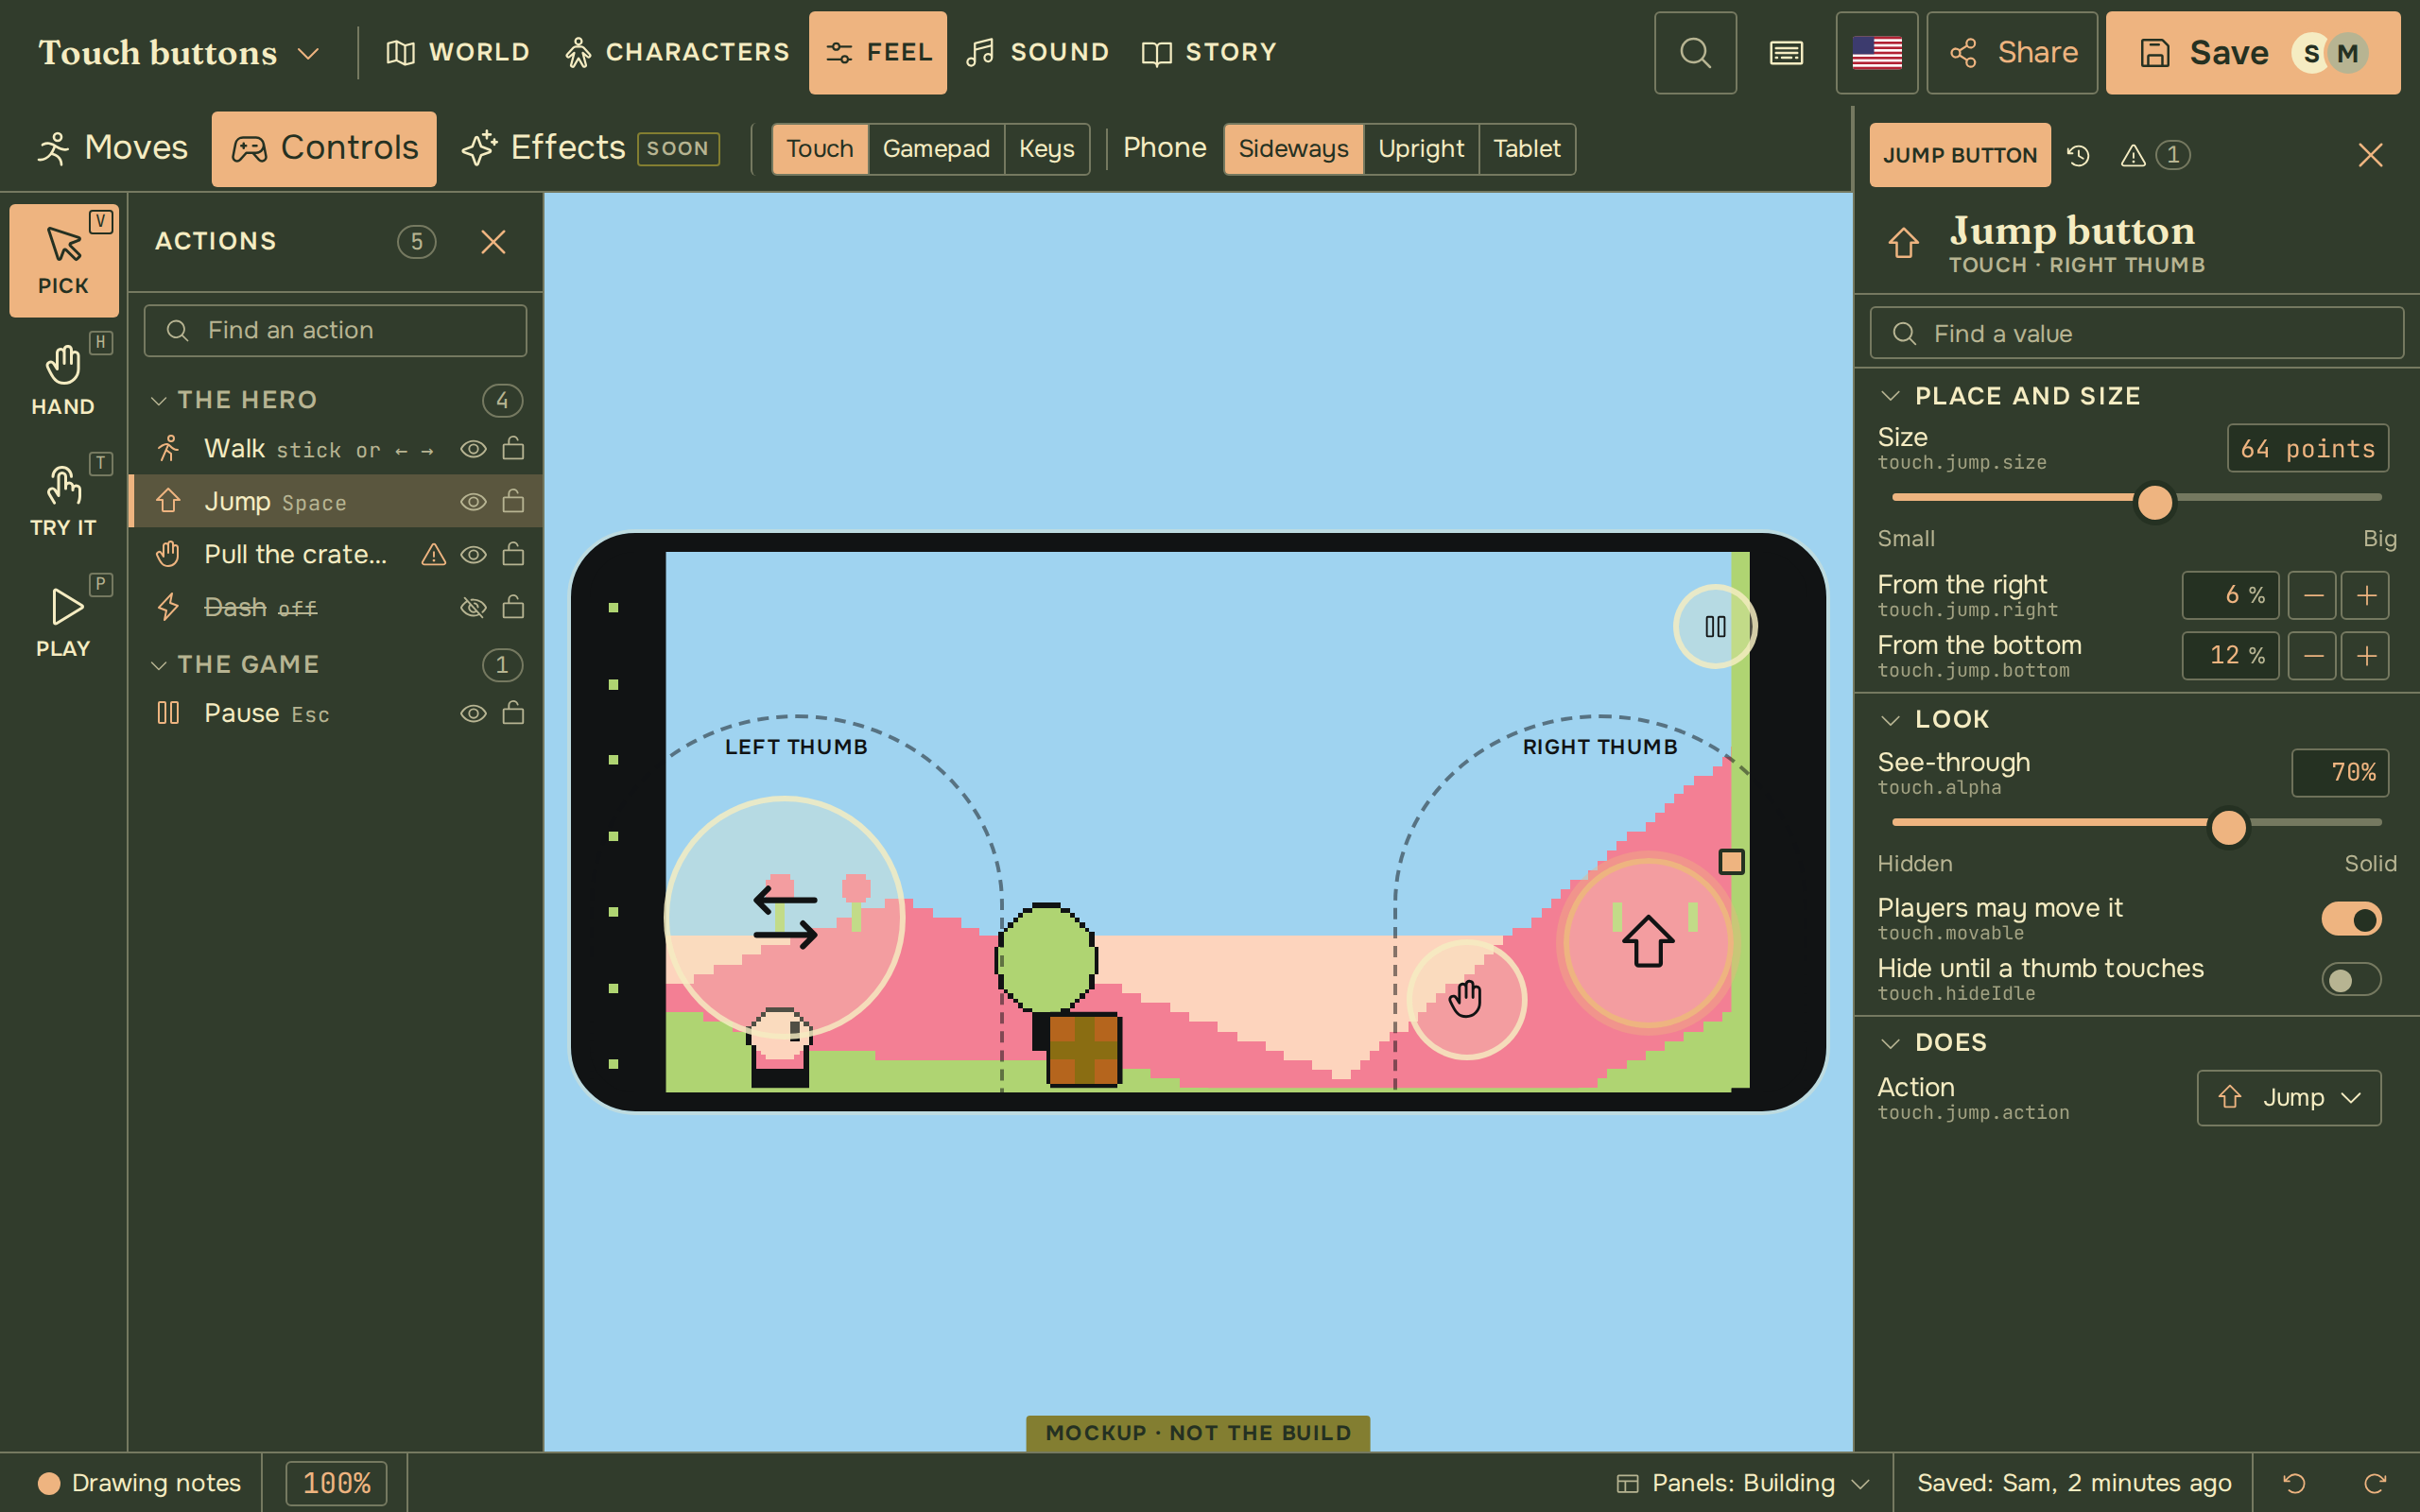 Touch buttons
WORLD
CHARACTERS
FEEL
SOUND
STORY
Share
Save
S
M
Moves
Controls
Effects
SOON
Touch
Gamepad
Keys
Phone
Sideways
Upright
Tablet
JUMP BUTTON
1
V
PICK
H
HAND
T
TRY IT
P
PLAY
ACTIONS
5
Find an action
THE HERO
4
Walk stick or ← →
Jump Space
Pull the crate...
Dash off
THE GAME
1
Pause Esc
LEFT THUMB
RIGHT THUMB
MOCKUP · NOT THE BUILD
Jump button
TOUCH · RIGHT THUMB
Find a value
PLACE AND SIZE
Size
touch.jump.size
64 points
Small
Big
From the right
touch.jump.right
6 %
From the bottom
touch.jump.bottom
12 %
LOOK
See-through
touch.alpha
70%
Hidden
Solid
Players may move it
touch.movable
Hide until a thumb touches
touch.hideIdle
DOES
Action
touch.jump.action
Jump
Drawing notes
100%
Panels: Building
Saved: Sam, 2 minutes ago